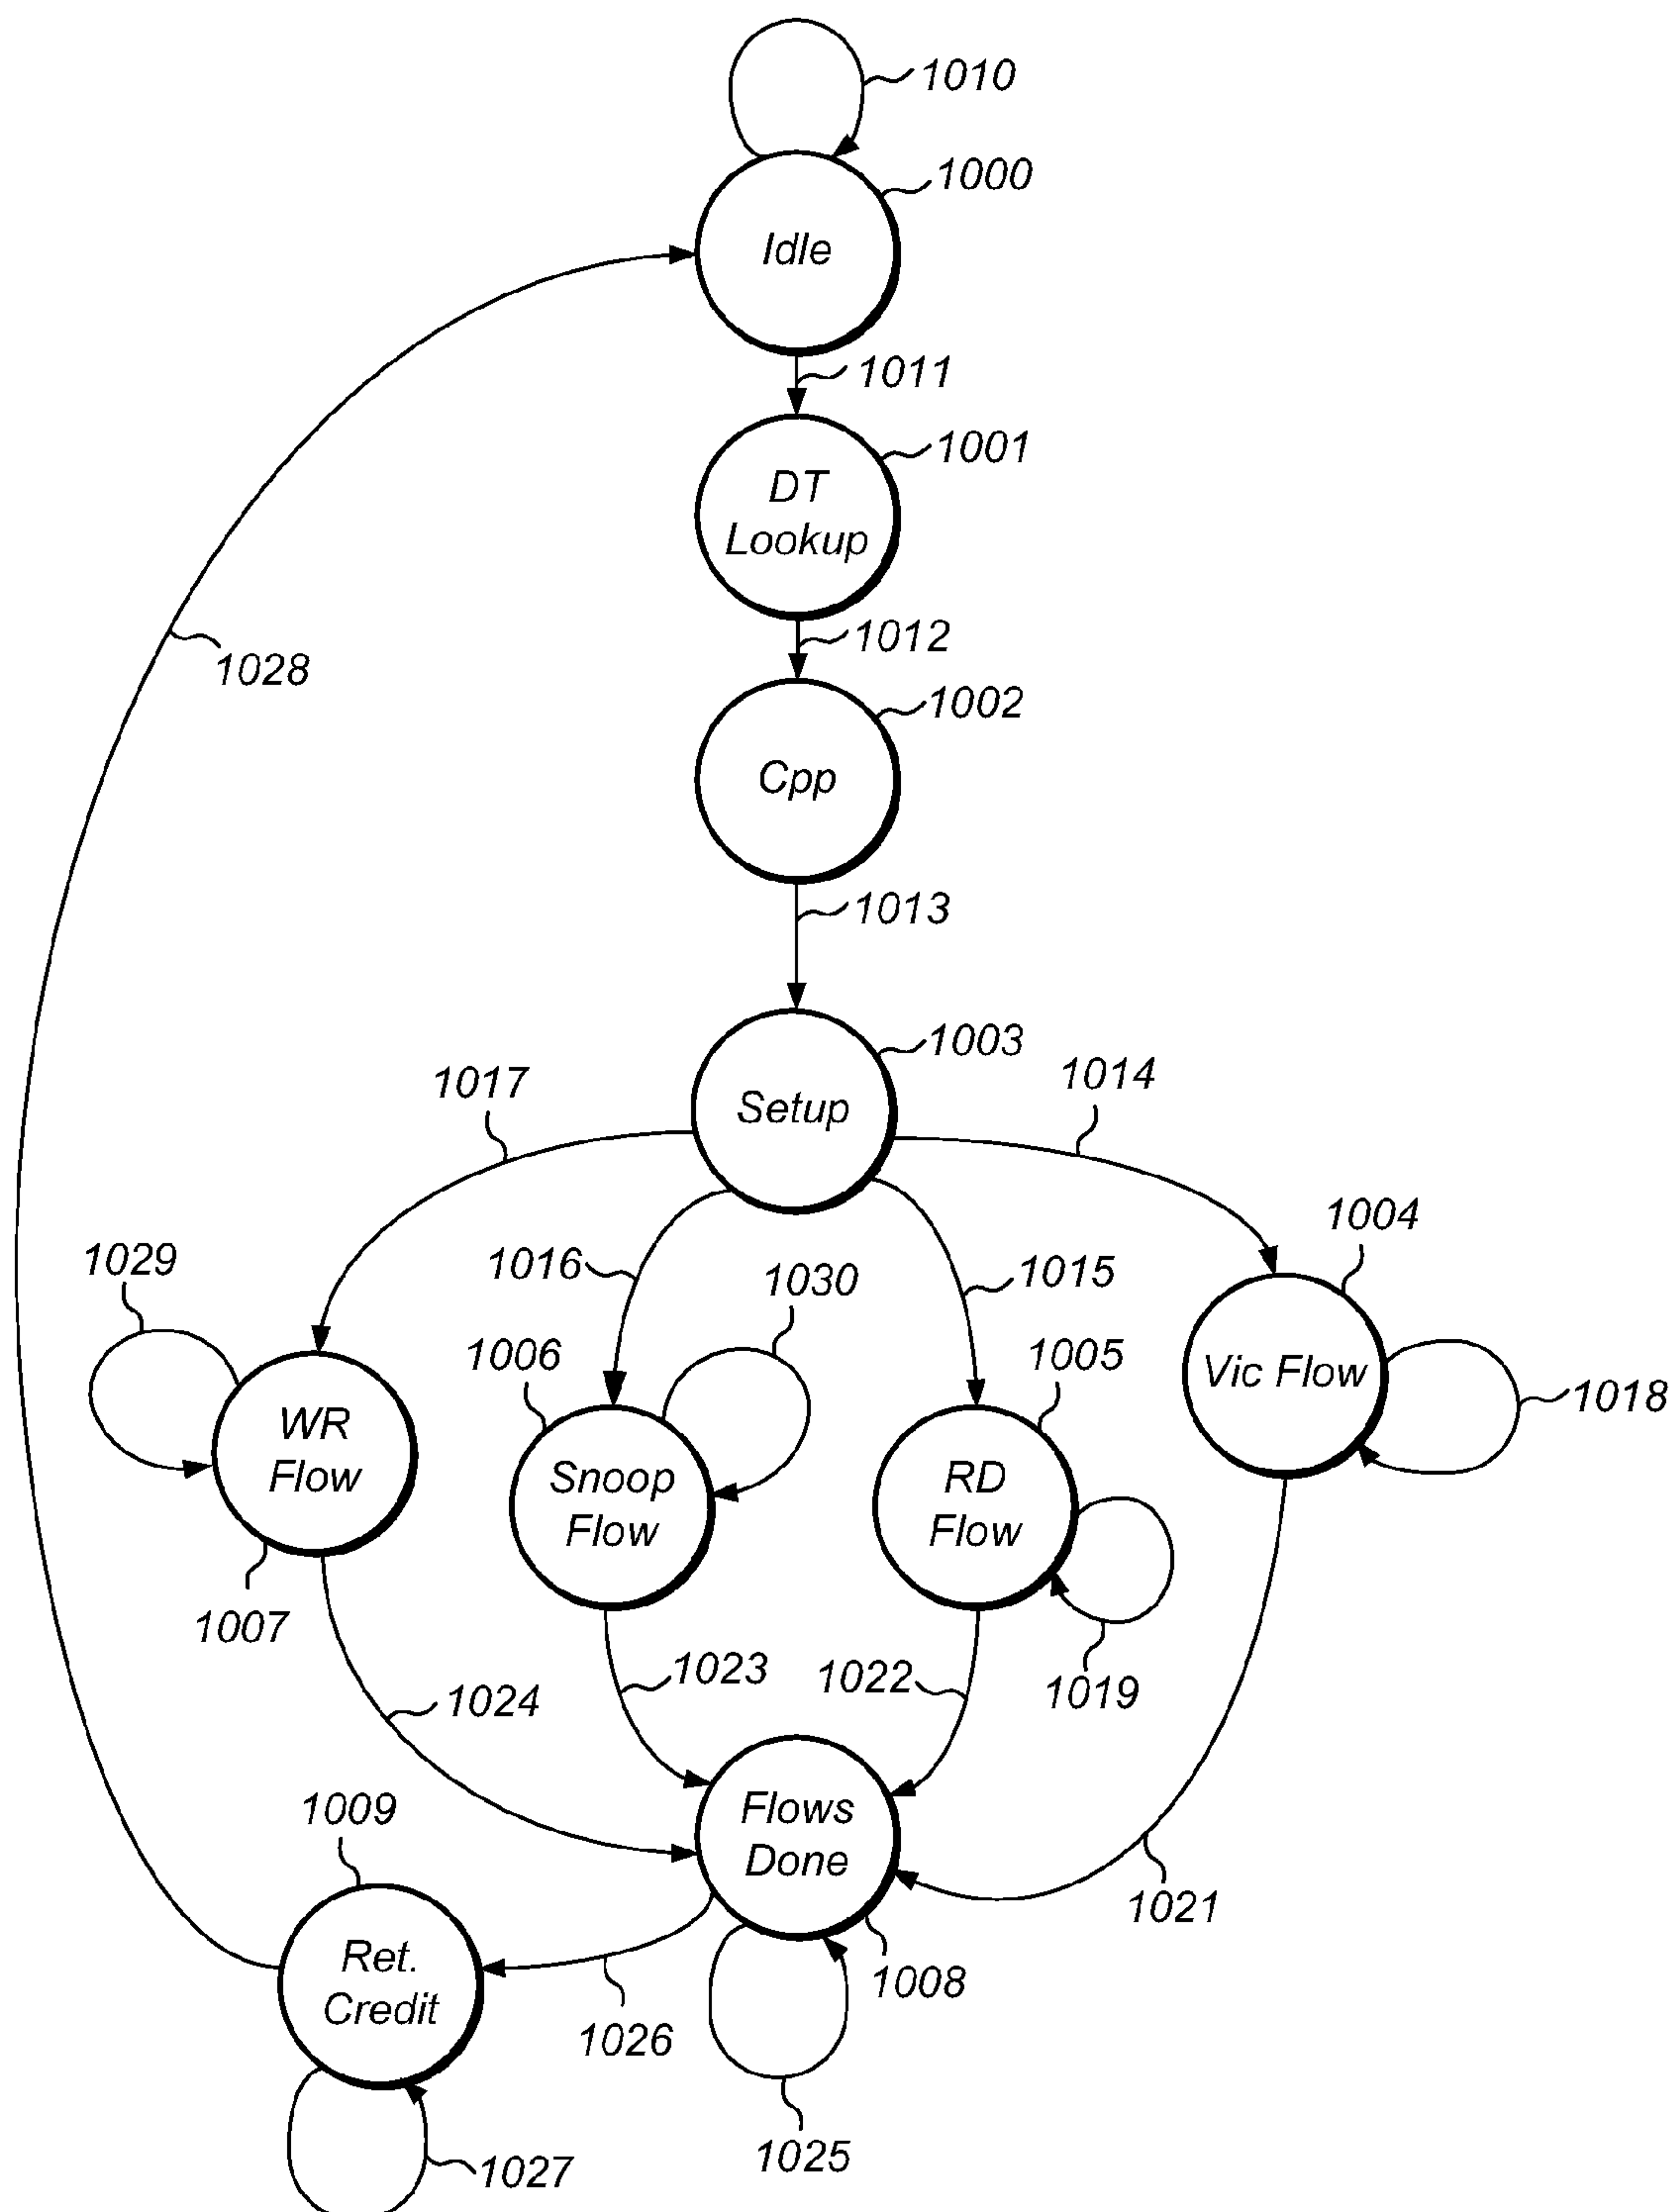 1010
1000
Idle
1011
1001
DT
Lookup
1012
1028
1002
Cpp
1013
1003
Setup
1017
1014
1004
1029
1016
1030
1015
1006
1005
Vic Flow
1018
WR
Flow
Snoop
Flow
RD
Flow
1007
1024
1023
1022
1019
1009
Flows
Done
1021
Ret.
Credit
1008
1026
1025
1027